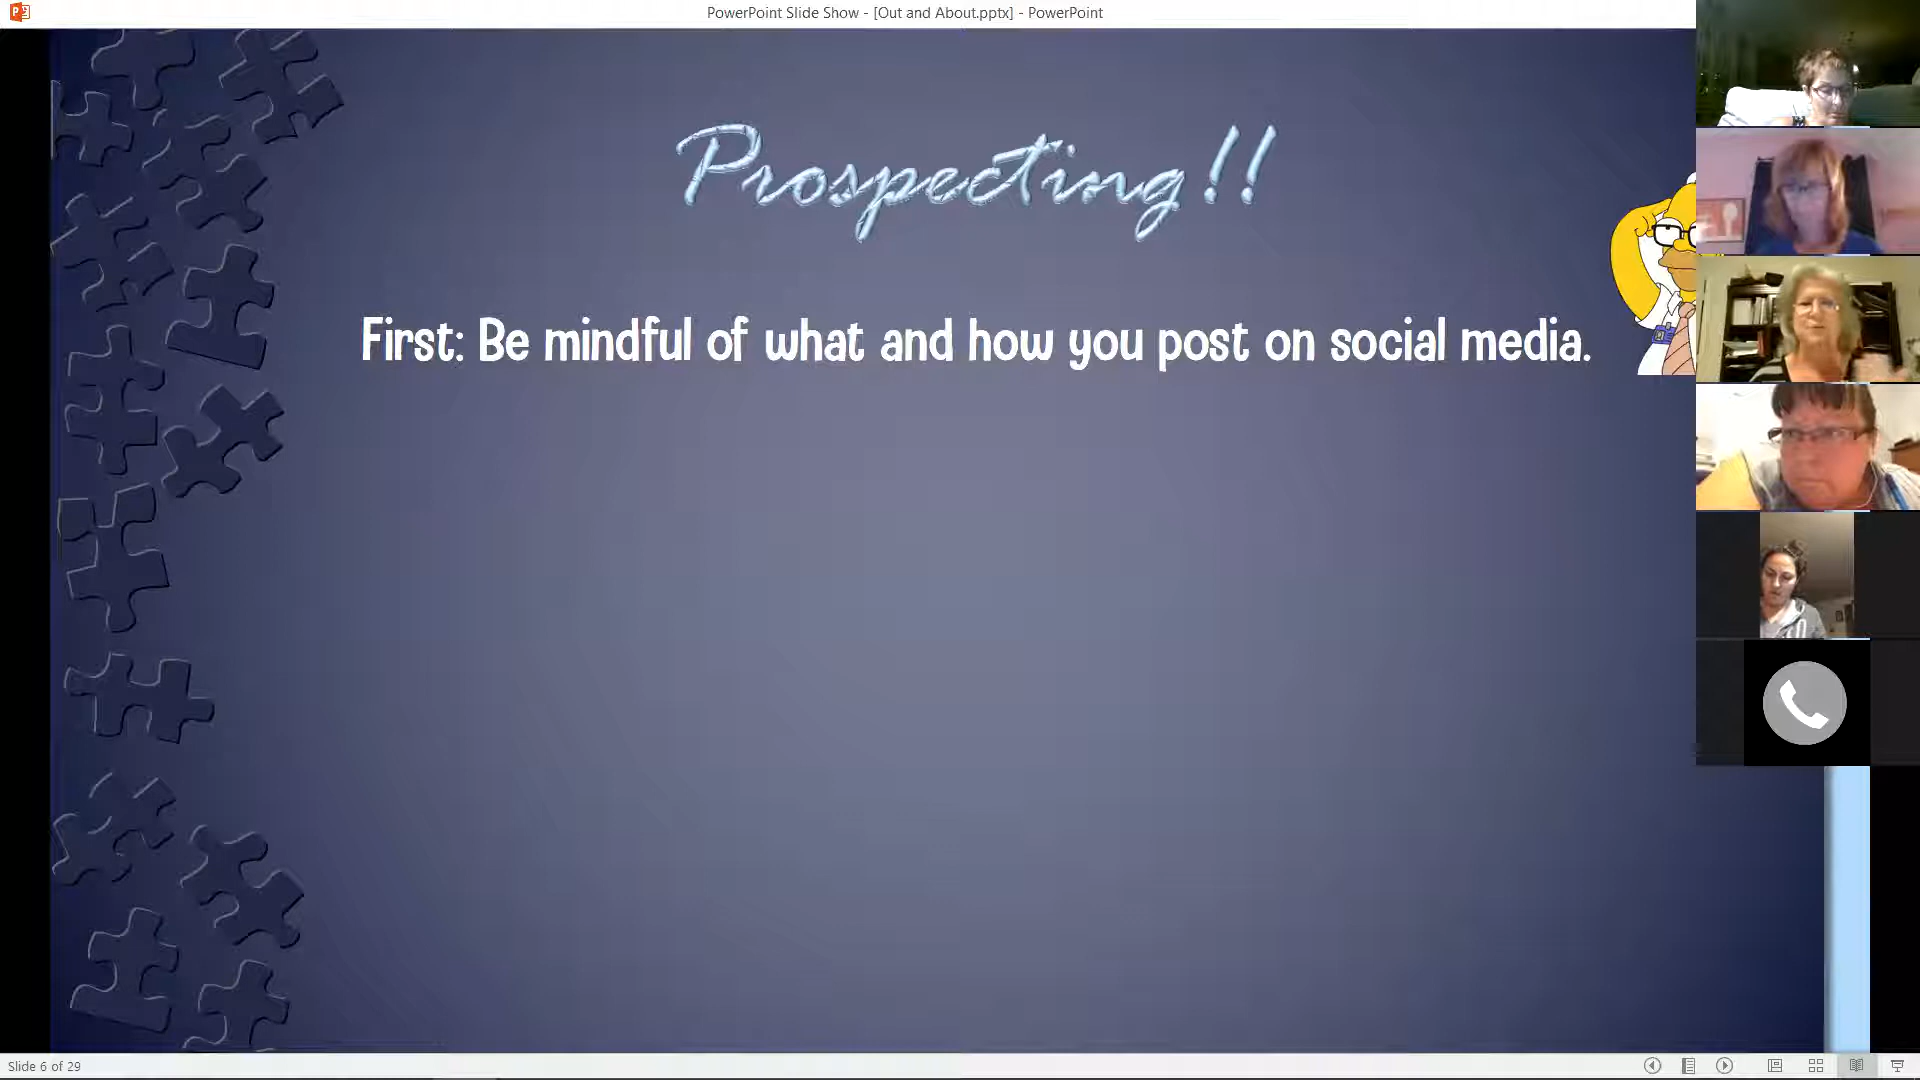 PowerPoint Slide Show - [Out and About.pptx] - PowerPoint
Prospecting!!
First: Be mindful of what and how you post on social media.
Slide 6 of 29